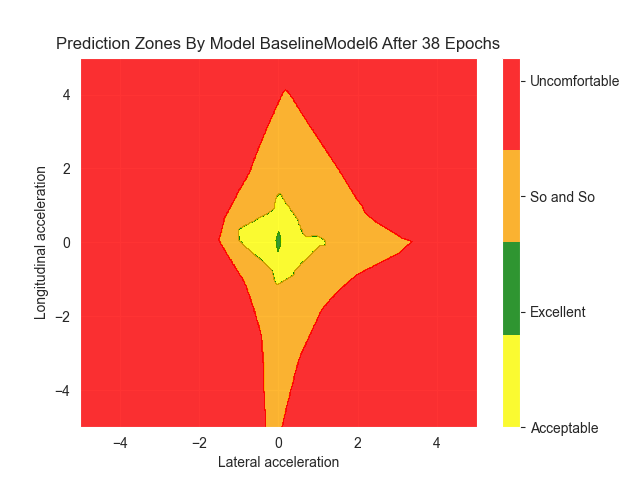 Prediction Zones By Model BaselineModel6 After 38 Epochs
Uncomfortable
So and So
Excellent
Acceptable
4
2
0
−2
−4
Longitudinal acceleration
−4 −2 0 2 4
Lateral acceleration